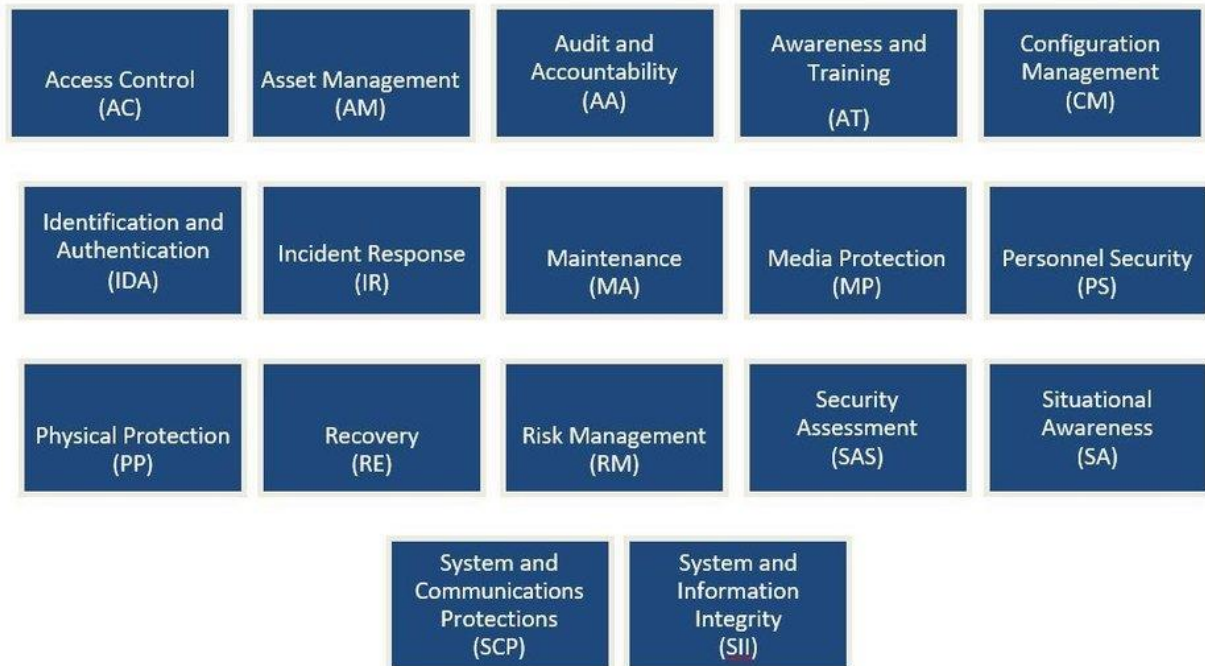 Access Control
(AC)
Asset Management
(AM)
Audit and
Accountability
(AA)
Awareness and
Training
(AT)
Configuration
Management
(CM)
Identification and
Authentication
(IDA)
Incident Response
(IR)
Maintenance
(MA)
Media Protection
(MP)
Personnel Security
(PS)
Physical Protection
(PP)
Recovery
(RE)
Risk Management
(RM)
Security
Assessment
(SAS)
Situational
Awareness
(SA)
System and
Communications
Protections
(SCP)
System and
Information
Integrity
(SII)